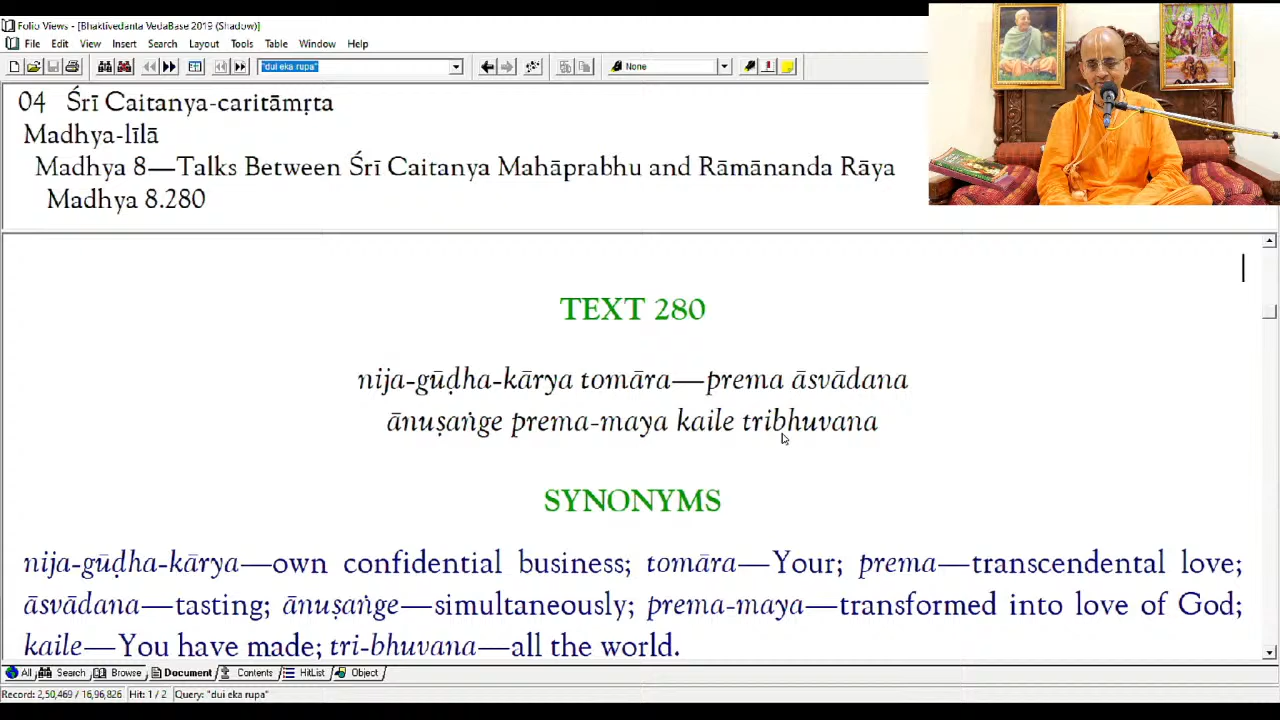 Folio Views - [Bhaktivedanta VedaBase 2019 (Shadow)]
File Edit View Insert Search Layout Tools Table Window Help
"dui eka rupa" None
04 Śrī Caitanya-caritāmṛta
Madhya-līlā
Madhya 8—Talks Between Śrī Caitanya Mahāprabhu and Rāmānanda Rāya
Madhya 8.280
TEXT 280
nija-gūḍha-kārya tomāra—prema āsvādana
ānuṣaṅge prema-maya kaile tribhuvana
SYNONYMS
nija-gūḍha-kārya—own confidential business; tomāra—Your; prema—transcendental love;
āsvādana—tasting; ānuṣaṅge—simultaneously; prema-maya—transformed into love of God;
kaile—You have made; tri-bhuvana—all the world.
All Search Browse Document Contents HitList Object
Record: 2,50,469 / 16,96,826 Hit: 1 / 2 Query: "dui eka rupa"